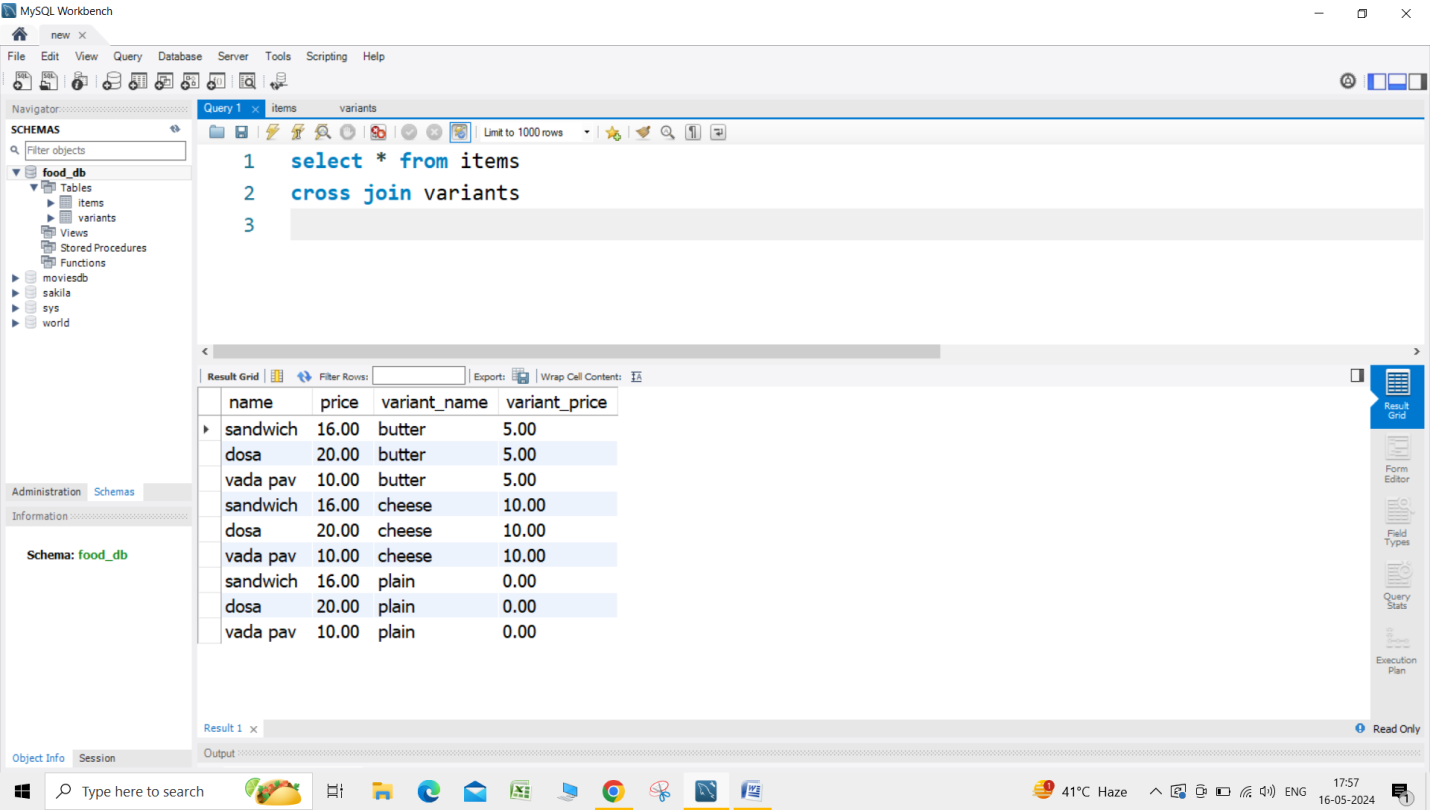 MySQL Workbench
new
File Edit View Query Database Server Tools Scripting Help
Navigator
SCHEMAS
Filter objects
food_db
Tables
items
variants
Views
Stored Procedures
Functions
moviesdb
sakila
sys
world
Administration Schemas
Information
Schema: food_db
Object Info Session
Query 1 items variants
Limit to 1000 rows
1 select * from items
2 cross join variants
3
Result Grid Filter Rows: Export: Wrap Cell Content:
name price variant_name variant_price
sandwich 16.00 butter 5.00
dosa 20.00 butter 5.00
vada pav 10.00 butter 5.00
sandwich 16.00 cheese 10.00
dosa 20.00 cheese 10.00
vada pav 10.00 cheese 10.00
sandwich 16.00 plain 0.00
dosa 20.00 plain 0.00
vada pav 10.00 plain 0.00
Result
Grid
Form
Editor
Field
Types
Query
Stats
Execution
Plan
Result 1 Read Only
Output
Type here to search
41°C Haze ENG
17:57
16-05-2024
1